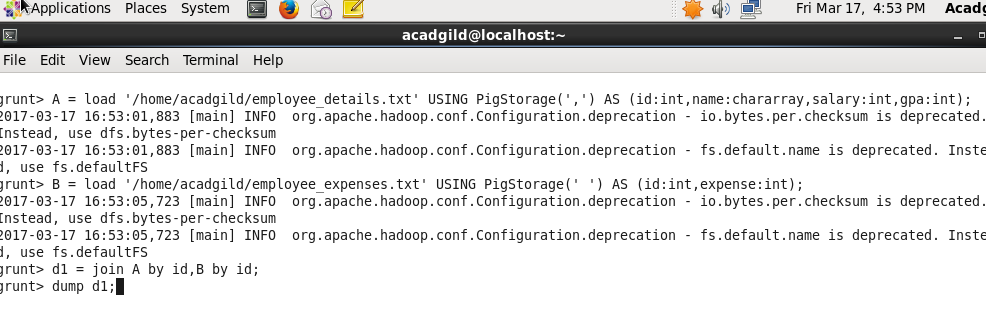 Applications Places System Fri Mar 17, 4:53 PM Acadg
acadgild@localhost:~
File Edit View Search Terminal Help
grunt> A = load '/home/acadgild/employee_details.txt' USING PigStorage(',') AS (id:int,name:chararray,salary:int,gpa:int);
2017-03-17 16:53:01,883 [main] INFO  org.apache.hadoop.conf.Configuration.deprecation - io.bytes.per.checksum is deprecated.
Instead, use dfs.bytes-per-checksum
2017-03-17 16:53:01,883 [main] INFO  org.apache.hadoop.conf.Configuration.deprecation - fs.default.name is deprecated. Inste
d, use fs.defaultFS
grunt> B = load '/home/acadgild/employee_expenses.txt' USING PigStorage(' ') AS (id:int,expense:int);
2017-03-17 16:53:05,723 [main] INFO  org.apache.hadoop.conf.Configuration.deprecation - io.bytes.per.checksum is deprecated.
Instead, use dfs.bytes-per-checksum
2017-03-17 16:53:05,723 [main] INFO  org.apache.hadoop.conf.Configuration.deprecation - fs.default.name is deprecated. Inste
d, use fs.defaultFS
grunt> d1 = join A by id,B by id;
grunt> dump d1;